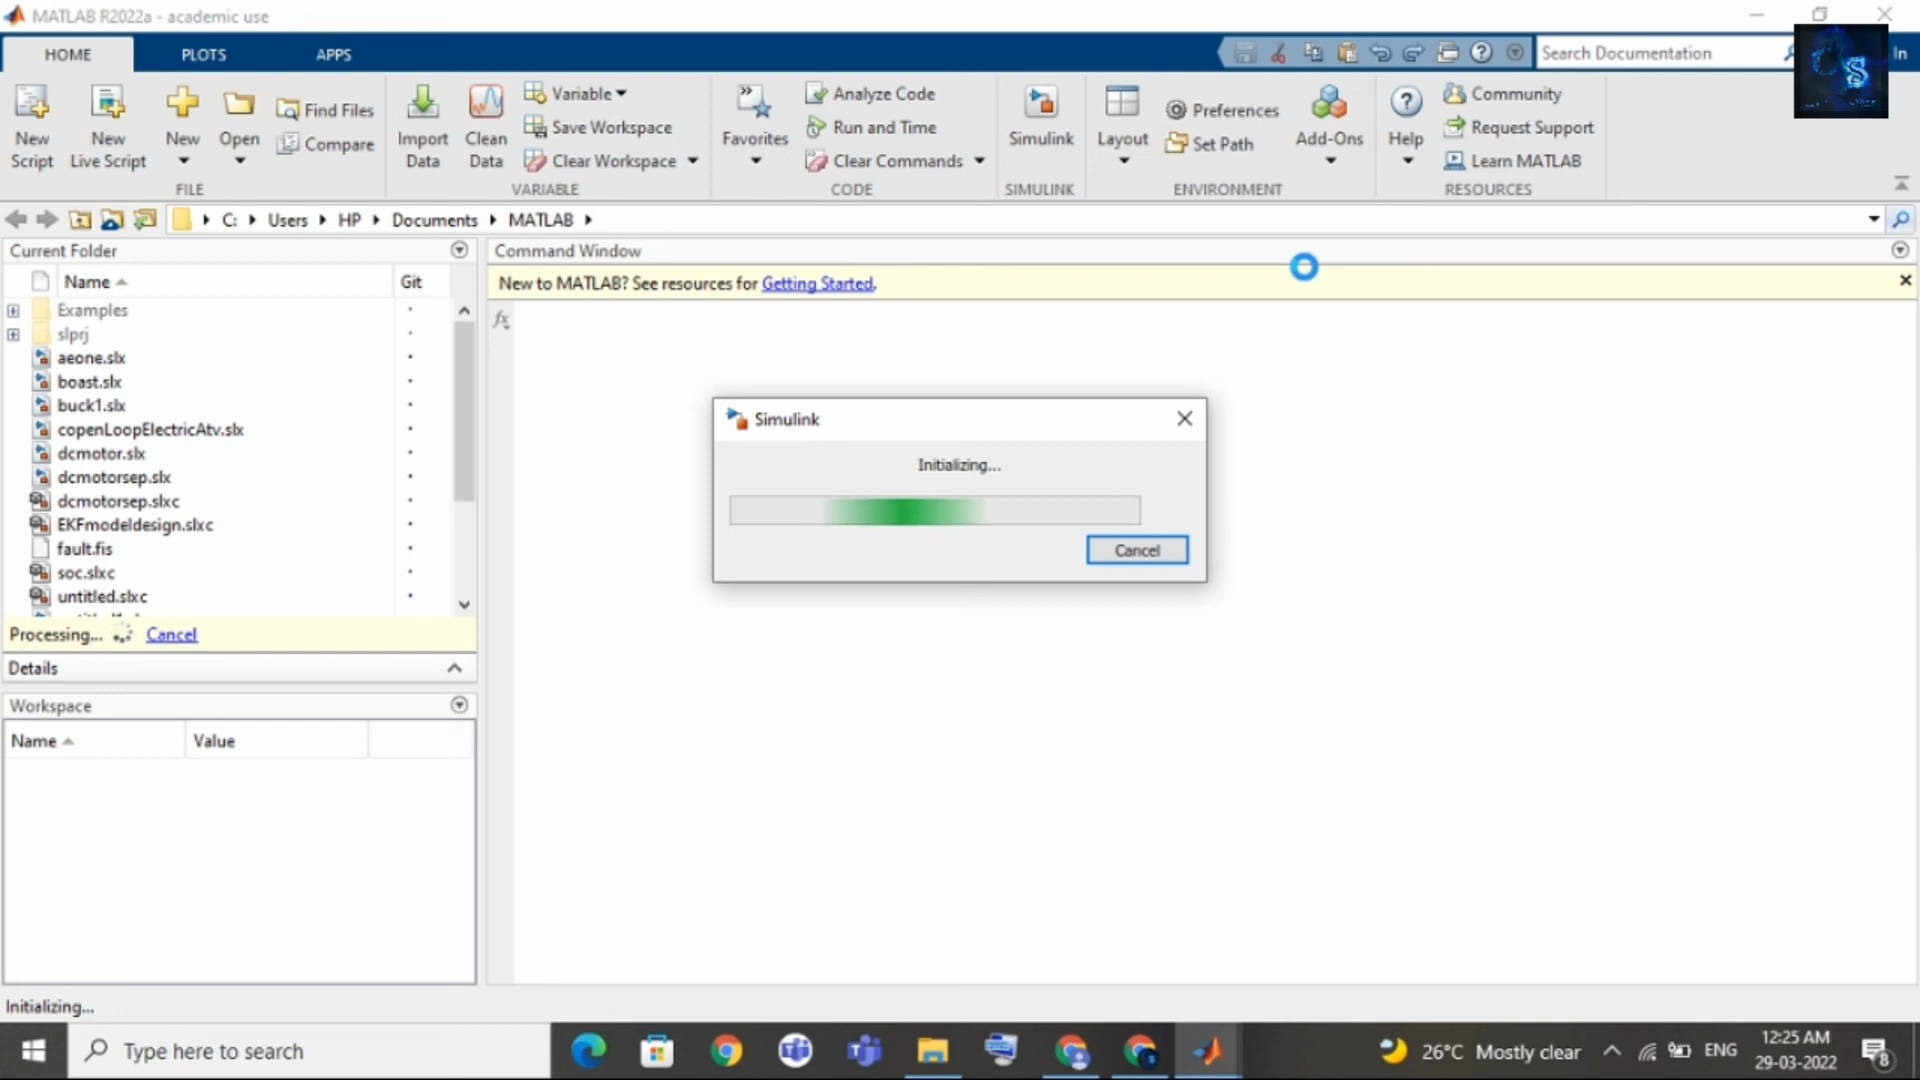 MATLAB R2022a - academic use
HOME PLOTS APPS
Search Documentation
In
New Script
New Live Script
New
Open
Find Files
Compare
FILE
Import Data
Clean Data
Variable
Save Workspace
Clear Workspace
VARIABLE
Favorites
Analyze Code
Run and Time
Clear Commands
CODE
Simulink
SIMULINK
Layout
Preferences
Set Path
Add-Ons
ENVIRONMENT
Help
Community
Request Support
Learn MATLAB
RESOURCES
C: Users HP Documents MATLAB
Current Folder
Name Git
Examples
slprj
aeone.slx
boast.slx
buck1.slx
copenLoopElectricAtv.slx
dcmotor.slx
dcmotorsep.slx
dcmotorsep.slxc
EKFmodeldesign.slxc
fault.fis
soc.slxc
untitled.slxc
Processing... Cancel
Details
Workspace
Name Value
Command Window
New to MATLAB? See resources for Getting Started.
fx
Simulink
Initializing...
Cancel
Initializing...
Type here to search
26°C Mostly clear
ENG
12:25 AM
29-03-2022
8